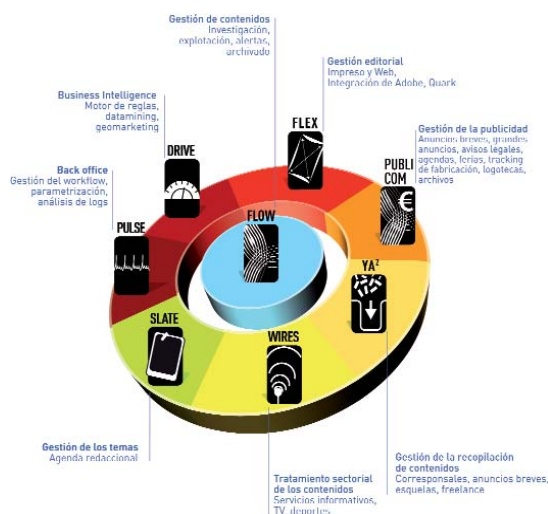 Gestión de contenidos
Investigación,
explotación, alertas,
archivado
Gestión editorial
Impreso y Web,
Integración de Adobe, Quark
Business Intelligence
Motor de reglas,
datamining,
geomarketing
Gestión de la publicidad
Anuncios breves, grandes
anuncios, avisos legales,
agendas, ferias, tracking
de fabricación, logotecas,
archivos
Back office
Gestión del workflow,
parametrización,
análisis de logs
FLEX
DRIVE
PUBLI
COM
€
PULSE
FLOW
YA²
SLATE
WIRES
Gestión de los temas
Agenda redaccional
Gestión de la recopilación
de contenidos
Corresponsales, anuncios breves,
esquelas, freelance
Tratamiento sectorial
de los contenidos
Servicios informativos,
TV, deportes